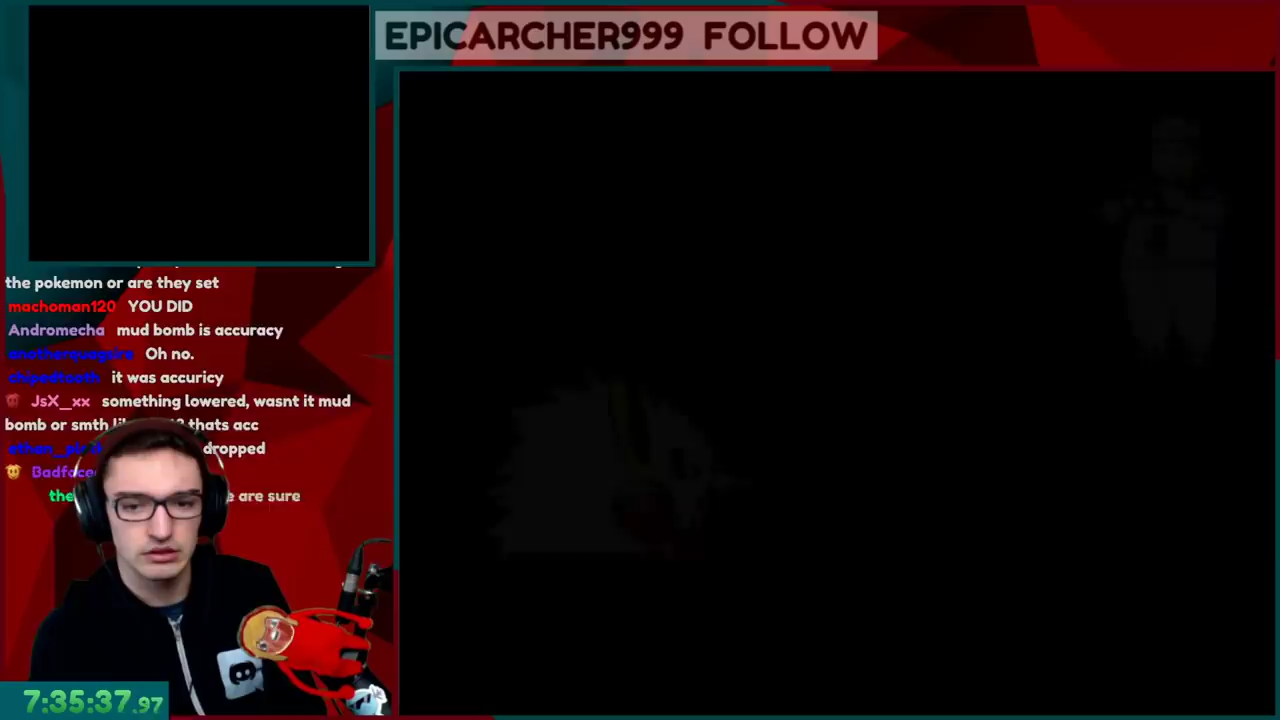 EPICARCHER999 FOLLOW
the pokemon or are they set
machoman120 YOU DID
Andromecha mud bomb is accuracy
anotherquagsire Oh no.
chipedtooth it was accuricy
JsX_xx something lowered, wasnt it mud
bomb or smth thats acc
dropped
the are sure
7:35:37.97